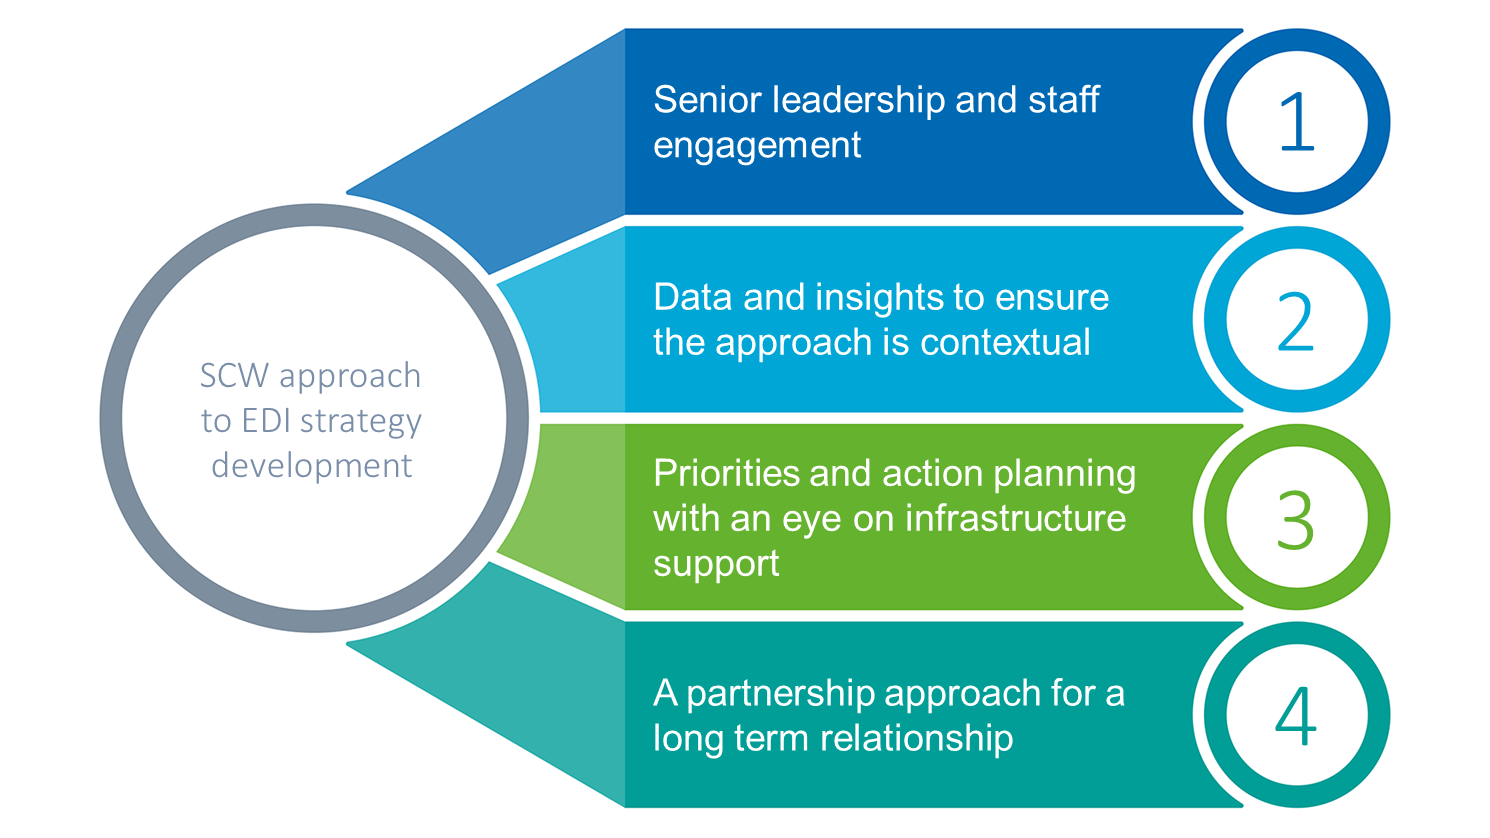 Senior leadership and staff
engagement
1
Data and insights to ensure
the approach is contextual
2
SCW approach
to EDI strategy
development
Priorities and action planning
with an eye on infrastructure
support
3
A partnership approach for a
long term relationship
4